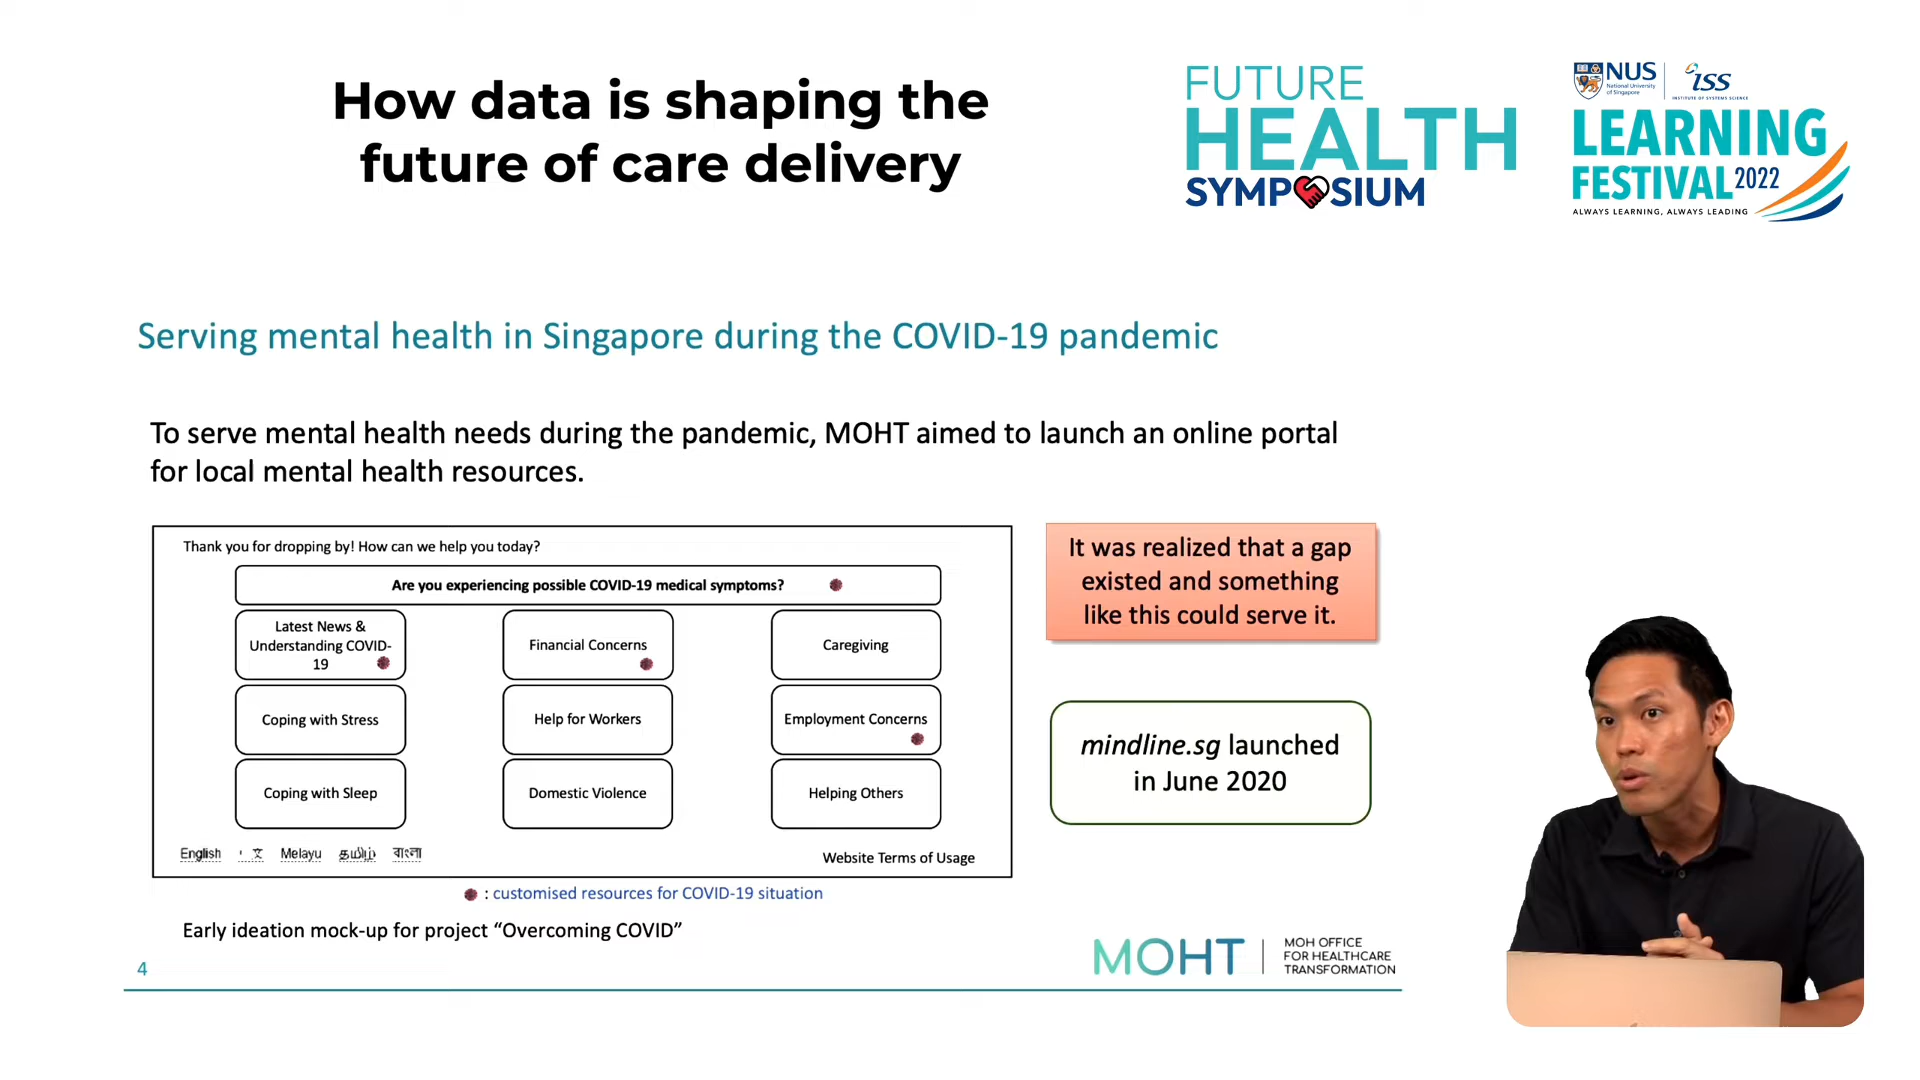 How data is shaping the
future of care delivery
FUTURE
HEALTH
SYMPOSIUM
NUS
National University
of Singapore
iSS
INSTITUTE OF SYSTEMS SCIENCE
LEARNING
FESTIVAL 2022
ALWAYS LEARNING, ALWAYS LEADING
Serving mental health in Singapore during the COVID-19 pandemic
To serve mental health needs during the pandemic, MOHT aimed to launch an online portal
for local mental health resources.
Thank you for dropping by! How can we help you today?
Are you experiencing possible COVID-19 medical symptoms?
Latest News &
Understanding COVID-
19
Financial Concerns
Caregiving
Coping with Stress
Help for Workers
Employment Concerns
Coping with Sleep
Domestic Violence
Helping Others
English 文 Melayu தமிழ் বাংলা
Website Terms of Usage
: customised resources for COVID-19 situation
Early ideation mock-up for project “Overcoming COVID”
It was realized that a gap
existed and something
like this could serve it.
mindline.sg launched
in June 2020
4
MOHT
MOH OFFICE
FOR HEALTHCARE
TRANSFORMATION